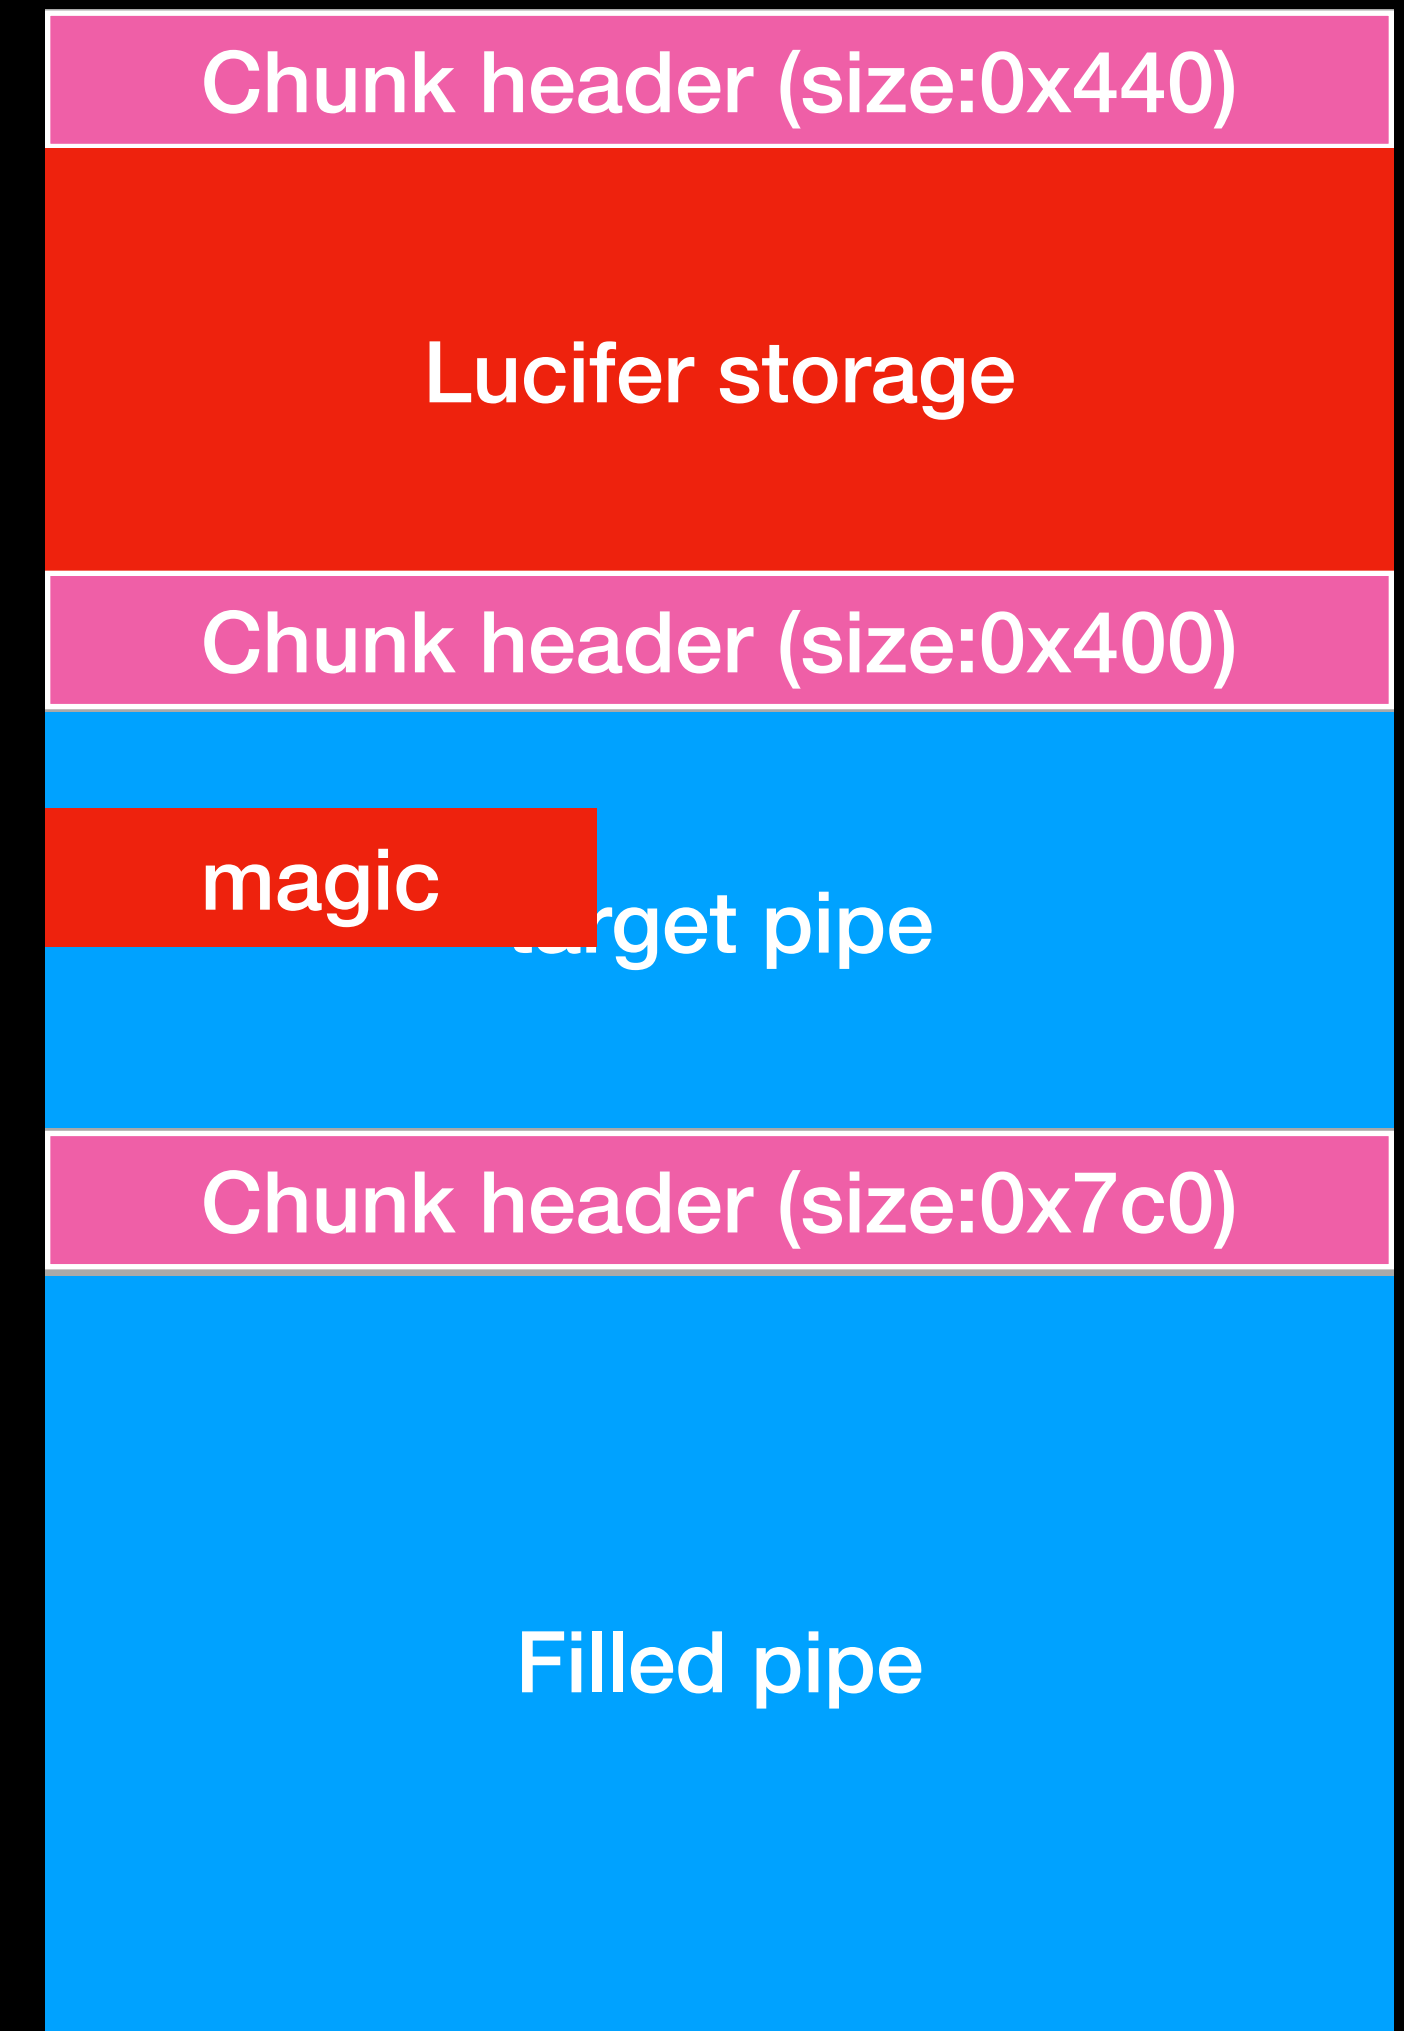 Chunk header (size:0x440)
Lucifer storage
Chunk header (size:0x400)
magic
pipe
Chunk header (size:0x7c0)
Filled pipe